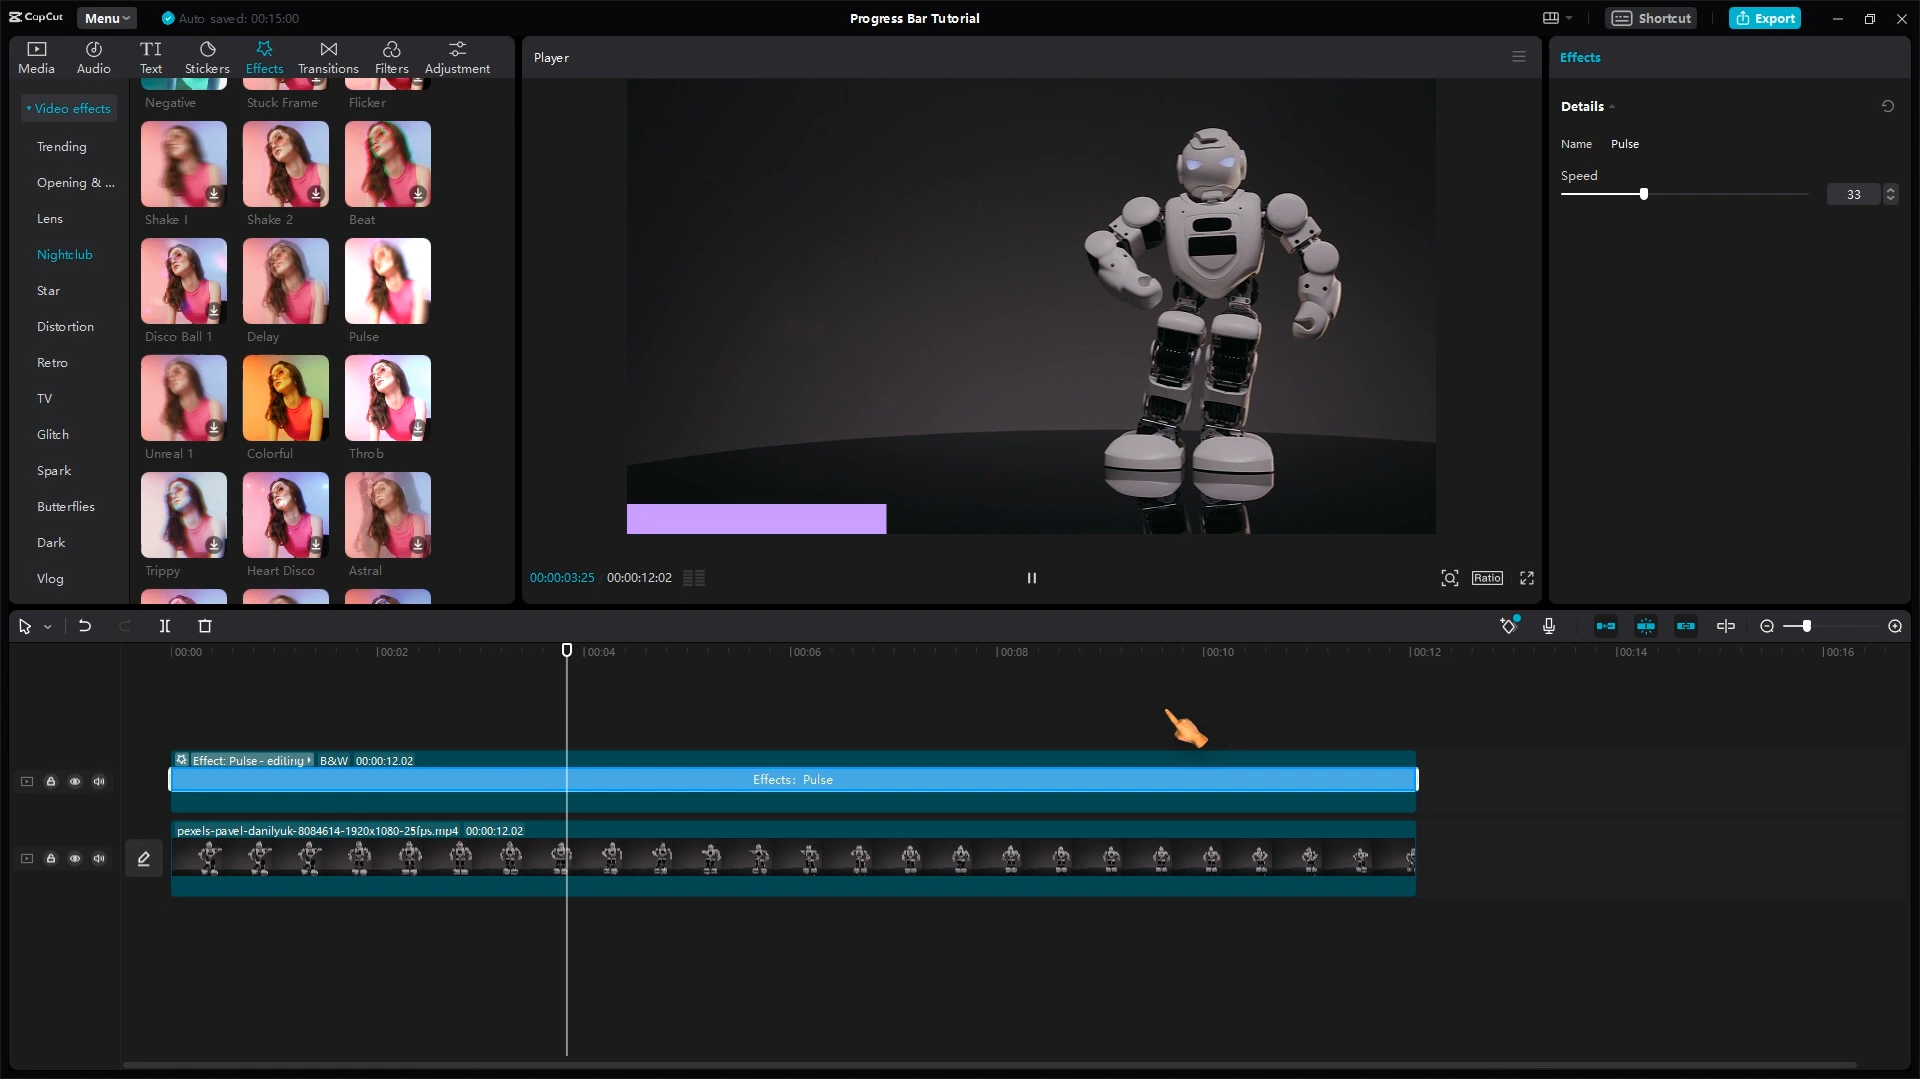 CapCut
Menu
Auto saved: 00:15:00
Progress Bar Tutorial
Shortcut
Export
Media
Audio
TI
Text
Stickers
Effects
Transitions
Filters
Adjustment
Player
Effects
Video effects
Trending
Opening & ...
Lens
Nightclub
Star
Distortion
Retro
TV
Glitch
Spark
Butterflies
Dark
Vlog
Negative
Stuck Frame
Flicker
Shake 1
Shake 2
Beat
Disco Ball 1
Delay
Pulse
Unreal 1
Colorful
Throb
Trippy
Heart Disco
Astral
Details
Name Pulse
Speed
33
00:00:03:25 / 00:00:12:02
Ratio
00:00
00:02
00:04
00:06
00:08
00:10
00:12
00:14
00:16
Effect: Pulse - editing B&W 00:00:12:02
Effects: Pulse
pexels-pavel-danilyuk-8084614-1920x1080-25fps.mp4 00:00:12:02